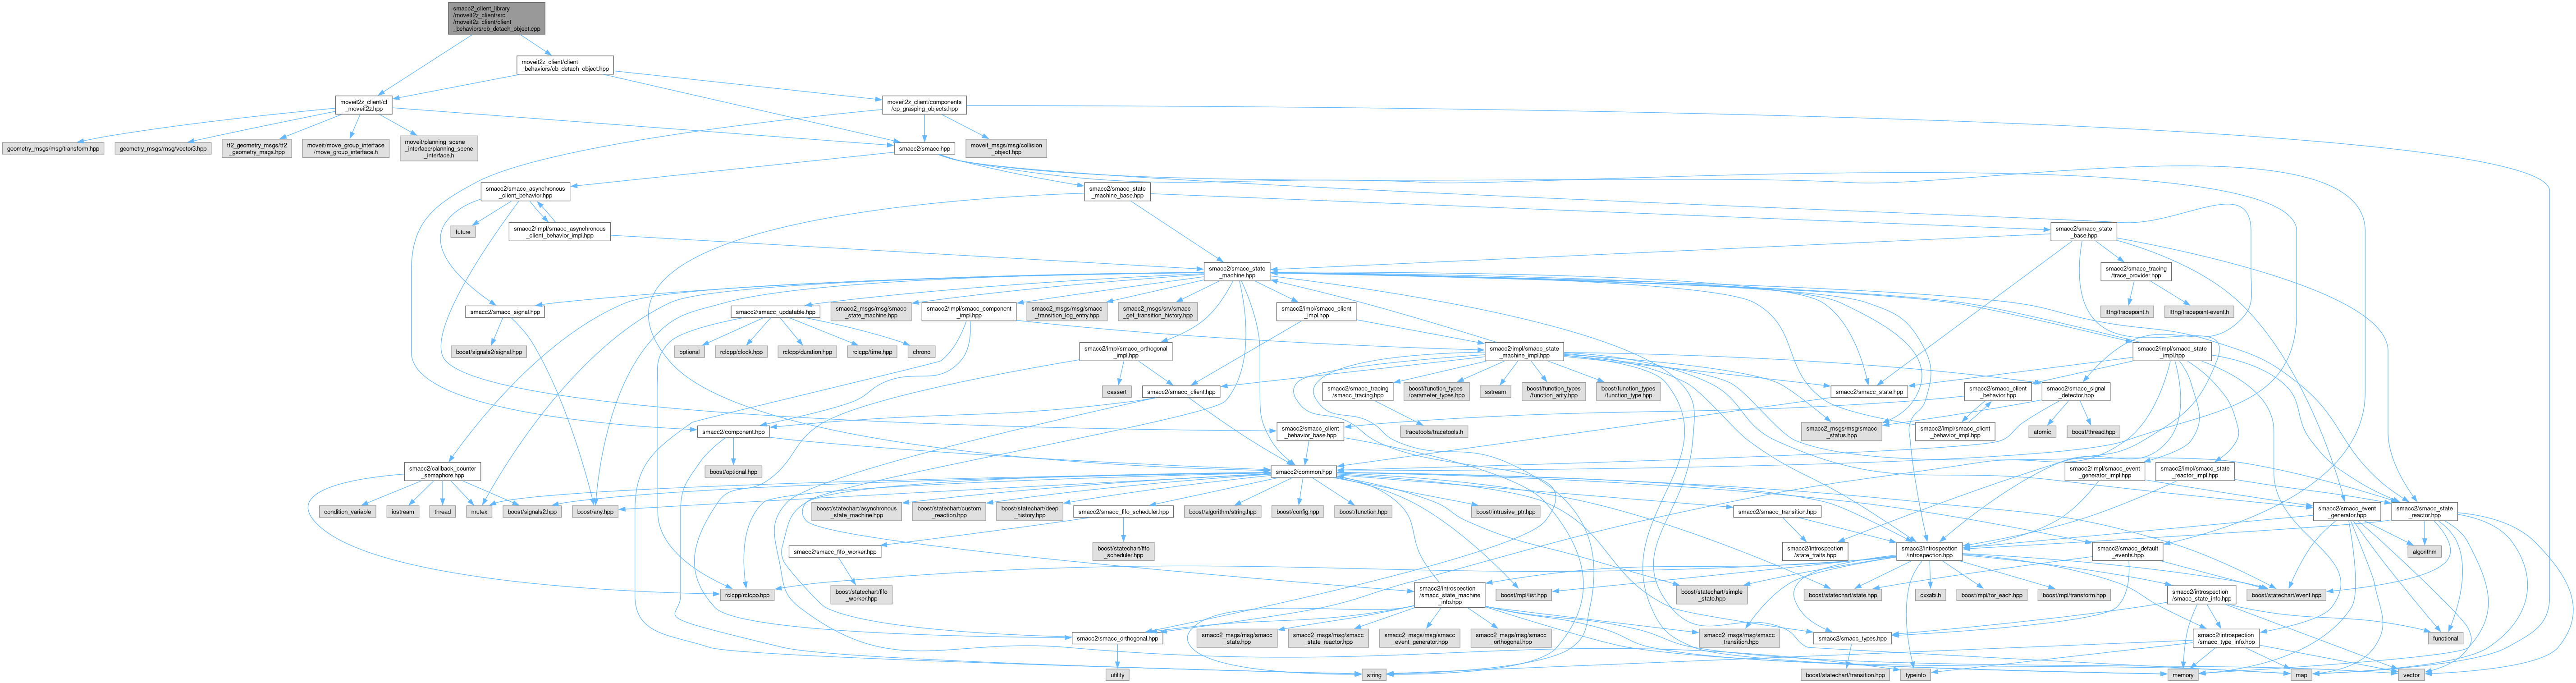 smacc2_client_library
/moveit2z_client/src
/moveit2z_client/client
_behaviors/cb_detach_object.cpp
moveit2z_client/client
_behaviors/cb_detach_object.hpp
moveit2z_client/cl
_moveit2z.hpp
moveit2z_client/components
/cp_grasping_objects.hpp
geometry_msgs/msg/transform.hpp
geometry_msgs/msg/vector3.hpp
tf2_geometry_msgs/tf2
_geometry_msgs.hpp
moveit/move_group_interface
/move_group_interface.h
moveit/planning_scene
_interface/planning_scene
_interface.h
smacc2/smacc.hpp
moveit_msgs/msg/collision
_object.hpp
smacc2/smacc_asynchronous
_client_behavior.hpp
smacc2/smacc_state
_machine_base.hpp
future
smacc2/impl/smacc_asynchronous
_client_behavior_impl.hpp
smacc2/smacc_state
_base.hpp
smacc2/smacc_state
_machine.hpp
smacc2/smacc_tracing
/trace_provider.hpp
smacc2/smacc_signal.hpp
smacc2/smacc_updatable.hpp
smacc2_msgs/msg/smacc
_state_machine.hpp
smacc2/impl/smacc_component
_impl.hpp
smacc2_msgs/msg/smacc
_transition_log_entry.hpp
smacc2_msgs/srv/smacc
_get_transition_history.hpp
smacc2/impl/smacc_client
_impl.hpp
lttng/tracepoint.h
lttng/tracepoint-event.h
boost/signals2/signal.hpp
optional
rclcpp/clock.hpp
rclcpp/duration.hpp
rclcpp/time.hpp
chrono
smacc2/impl/smacc_orthogonal
_impl.hpp
smacc2/impl/smacc_state
_machine_impl.hpp
smacc2/impl/smacc_state
_impl.hpp
cassert
smacc2/smacc_client.hpp
smacc2/smacc_tracing
/smacc_tracing.hpp
boost/function_types
/parameter_types.hpp
sstream
boost/function_types
/function_arity.hpp
boost/function_types
/function_type.hpp
smacc2/smacc_state.hpp
smacc2/smacc_client
_behavior.hpp
smacc2/smacc_signal
_detector.hpp
smacc2/component.hpp
smacc2/smacc_client
_behavior_base.hpp
tracetools/tracetools.h
smacc2_msgs/msg/smacc
_status.hpp
smacc2/impl/smacc_client
_behavior_impl.hpp
atomic
boost/thread.hpp
smacc2/callback_counter
_semaphore.hpp
boost/optional.hpp
smacc2/common.hpp
smacc2/impl/smacc_event
_generator_impl.hpp
smacc2/impl/smacc_state
_reactor_impl.hpp
condition_variable
iostream
thread
mutex
boost/signals2.hpp
boost/any.hpp
boost/statechart/asynchronous
_state_machine.hpp
boost/statechart/custom
_reaction.hpp
boost/statechart/deep
_history.hpp
smacc2/smacc_fifo_scheduler.hpp
boost/algorithm/string.hpp
boost/config.hpp
boost/function.hpp
boost/intrusive_ptr.hpp
smacc2/smacc_transition.hpp
smacc2/smacc_event
_generator.hpp
smacc2/smacc_state
_reactor.hpp
smacc2/smacc_fifo_worker.hpp
boost/statechart/fifo
_scheduler.hpp
smacc2/introspection
/state_traits.hpp
smacc2/introspection
/introspection.hpp
smacc2/smacc_default
_events.hpp
algorithm
rclcpp/rclcpp.hpp
boost/statechart/fifo
_worker.hpp
smacc2/introspection
/smacc_state_machine
_info.hpp
boost/mpl/list.hpp
boost/statechart/simple
_state.hpp
boost/statechart/state.hpp
cxxabi.h
boost/mpl/for_each.hpp
boost/mpl/transform.hpp
smacc2/introspection
/smacc_state_info.hpp
boost/statechart/event.hpp
smacc2/smacc_orthogonal.hpp
smacc2_msgs/msg/smacc
_state.hpp
smacc2_msgs/msg/smacc
_state_reactor.hpp
smacc2_msgs/msg/smacc
_event_generator.hpp
smacc2_msgs/msg/smacc
_orthogonal.hpp
smacc2_msgs/msg/smacc
_transition.hpp
smacc2/smacc_types.hpp
smacc2/introspection
/smacc_type_info.hpp
functional
utility
string
boost/statechart/transition.hpp
typeinfo
memory
map
vector